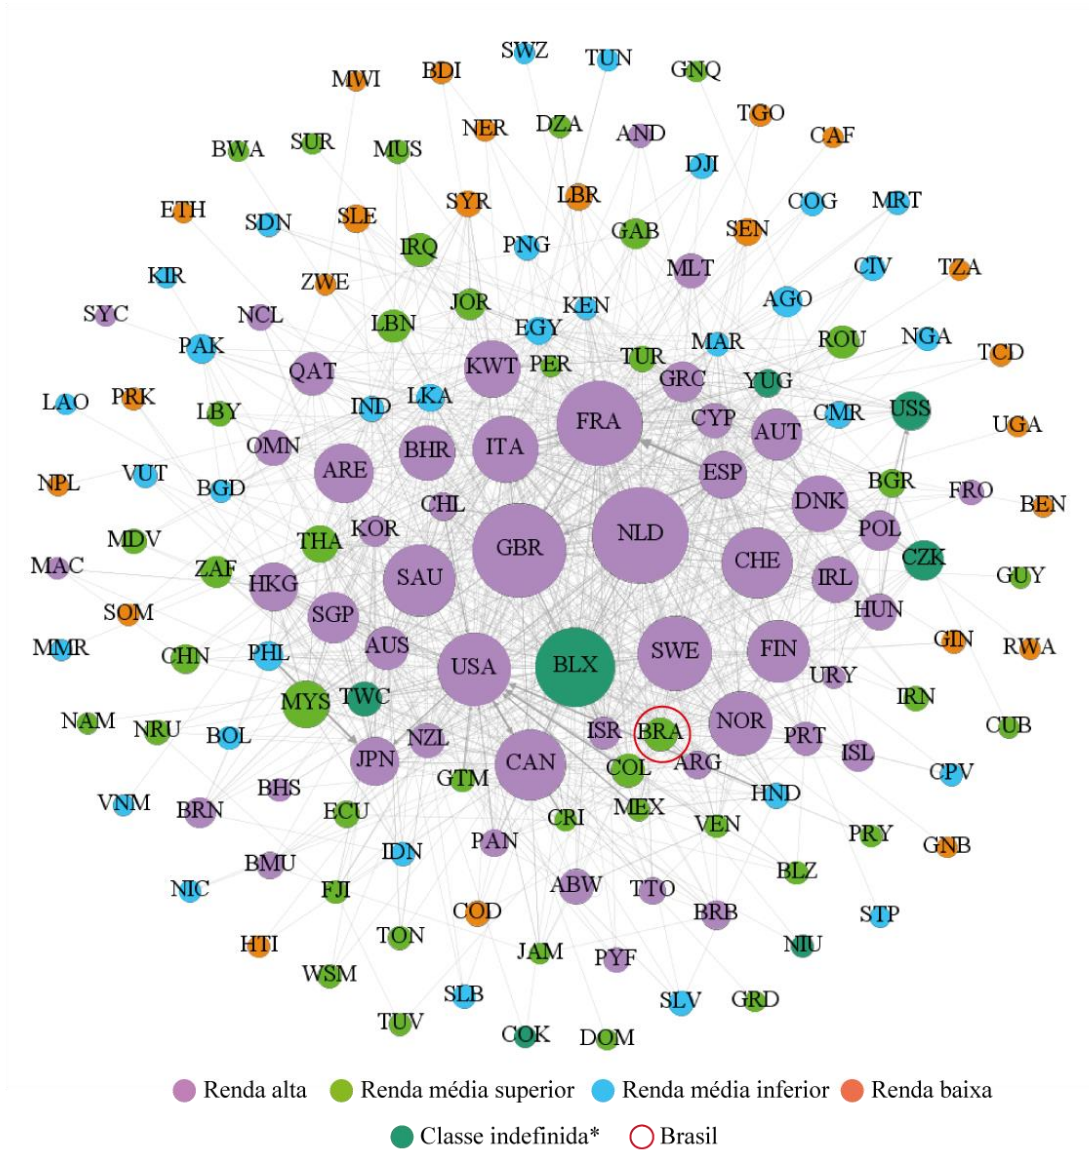 SWZ TUN
MWI BDI GNQ
TGO
NER DZA AND CAF
BWA SUR MUS
DJI
ETH SDN SLE SYR LBR COG MRT
GAB SEN
IRQ PNG
KIR ZWE MLT CIV TZA
SYC NCL LBN JOR KEN AGO
PAK EGY MAR ROU NGA
QAT KWT PER TUR GRC YUG TCD
LAO PRK LBY IND LKA FRA CYP AUT CMR USS UGA
OMN BHR ITA
NPL VUT BGD ARE ESP BGR FRO BEN
CHL DNK
MDV THA KOR GBR NLD POL
MAC ZAF HKG SAU CHE IRL CZK GUY
SOM SGP HUN
MMR CHN PHL AUS USA BLX SWE FIN GIN RWA
URY
NAM NRU MYS TWC IRN CUB
BOL JPN NZL ISR BRA NOR PRT ISL
CAN COL ARG
VNM BRN BHS GTM HND CPV
ECU CRI MEX VEN PRY GNB
BMU IDN PAN
NIC FJI ABW TTO BLZ
COD BRB STP
HTI TON NIU
WSM JAM PYF
SLB SLV GRD
TUV COK DOM
Renda alta Renda média superior Renda média inferior Renda baixa
Classe indefinida* Brasil